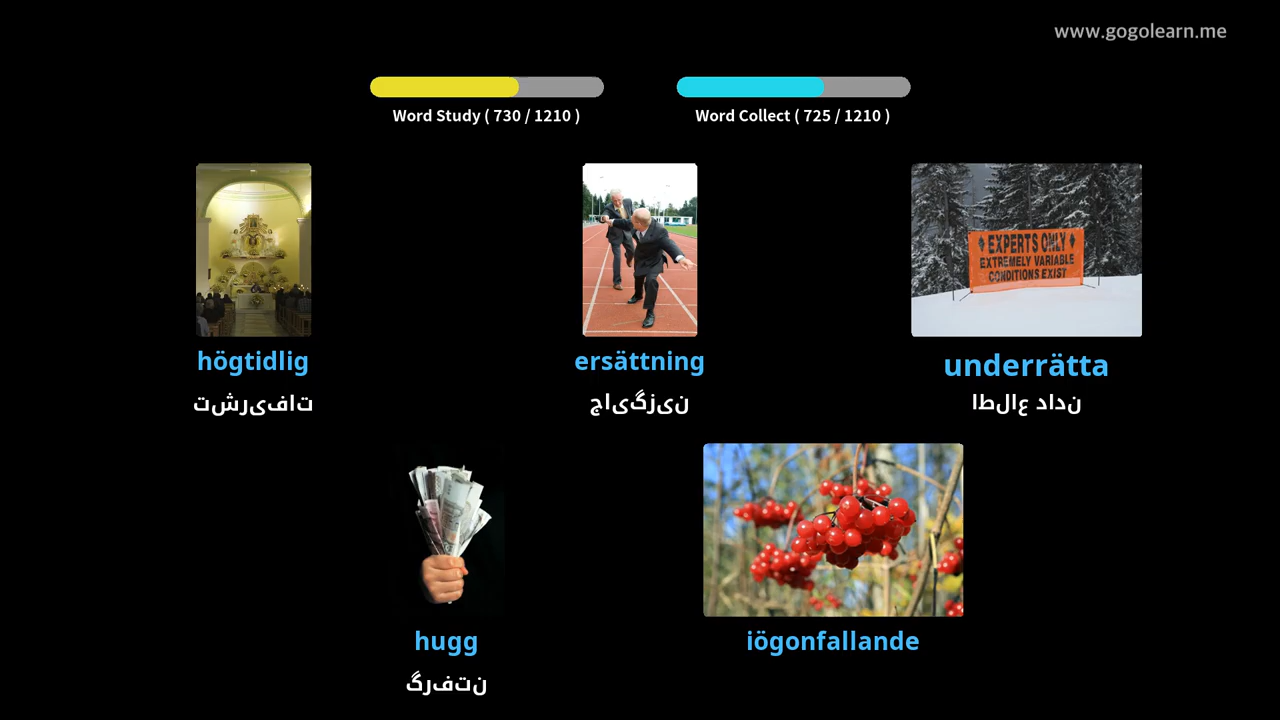 www.gogolearn.me
Word Study ( 730 / 1210 )
Word Collect ( 725 / 1210 )
högtidlig
تافیرشت
ersättning
نیزگیاج
EXPERTS ONLY
EXTREMELY VARIABLE
CONDITIONS EXIST
underrätta
نداد عالطا
hugg
نتفرگ
iögonfallande